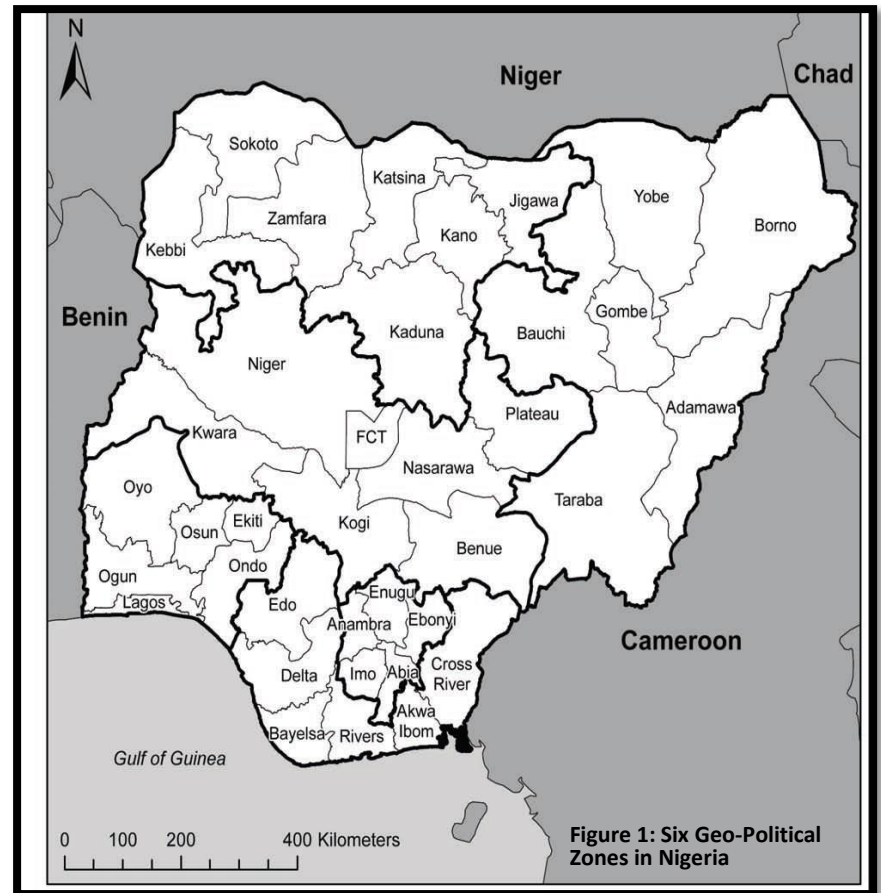 N
Niger
Chad
Sokoto
Katsina
Jigawa
Yobe
Borno
Zamfara
Kano
Kebbi
Gombe
Benin
Kaduna
Bauchi
Niger
Adamawa
Plateau
Kwara
FCT
Nasarawa
Oyo
Taraba
Ekiti
Kogi
Osun
Benue
Ondo
Ogun
Enugu
Lagos
Edo
Ebonyi
Anambra
Cameroon
Cross
River
Delta
Imo
Abia
Akwa
Ibom
Bayelsa
Rivers
Gulf of Guinea
0 100 200 400 Kilometers
Figure 1: Six Geo-Political
Zones in Nigeria